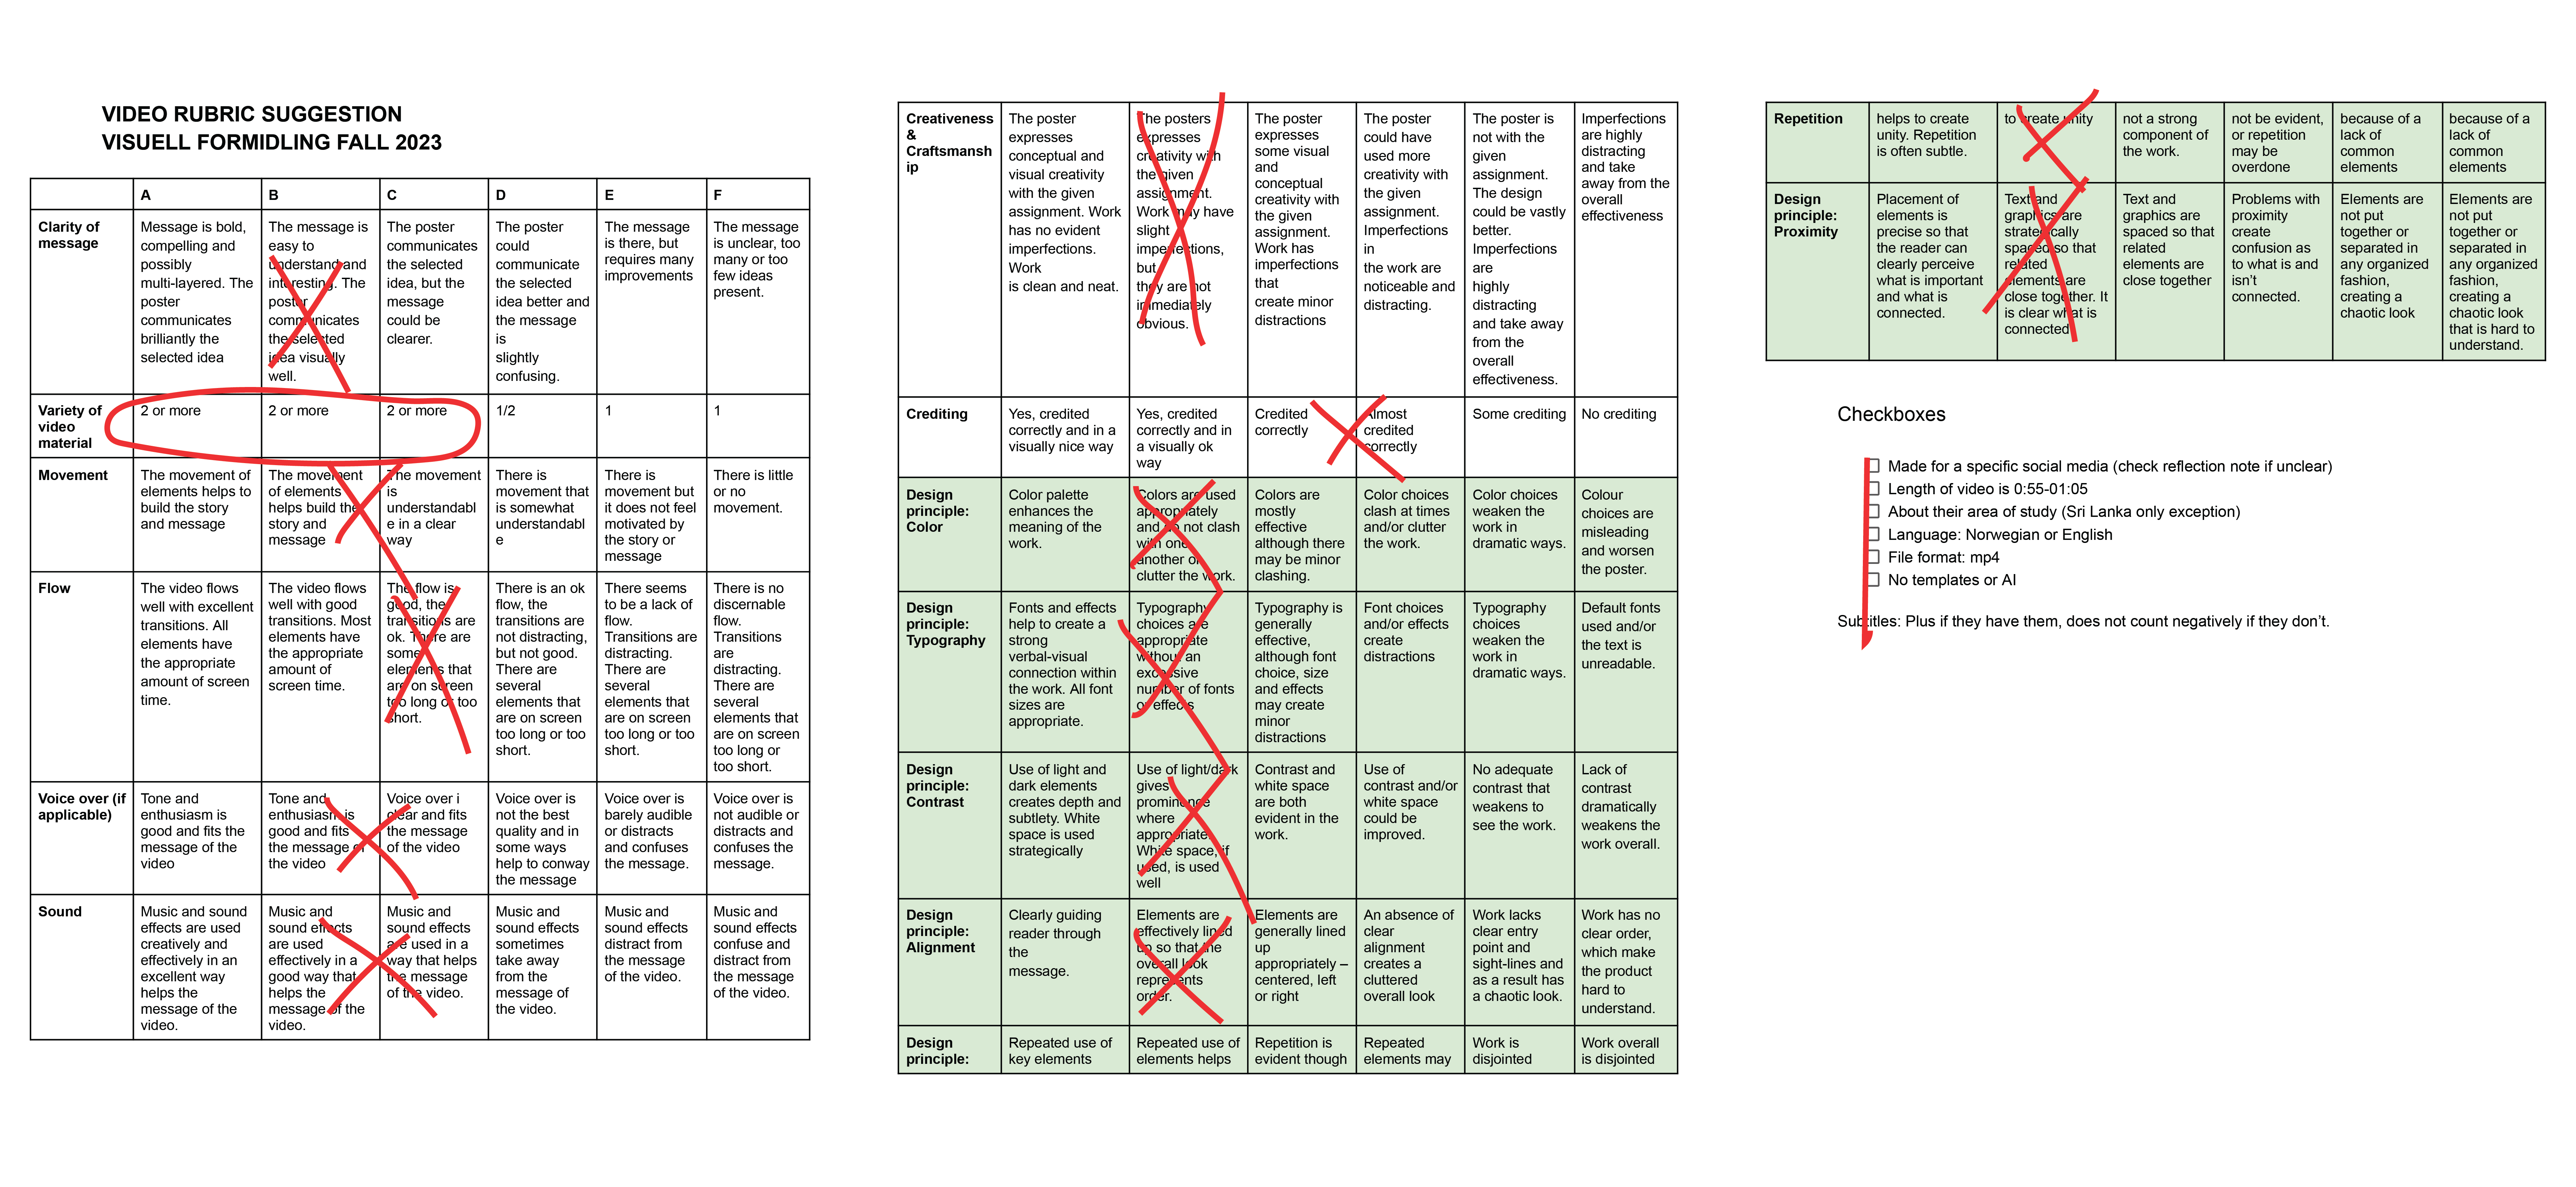 VIDEO RUBRIC SUGGESTION
VISUELL FORMIDLING FALL 2023
A
B
C
D
E
F
Clarity of
message
Message is bold,
compelling and
possibly
multi-layered. The
poster
communicates
brilliantly the
selected idea
The message is
easy to
understand and
interesting. The
poster
communicates
the selected
idea visually
well.
The poster
communicates
the selected
idea, but the
message
could be
clearer.
The poster
could
communicate
the selected
idea better and
the message
is
slightly
confusing.
The message
is there, but
requires many
improvements
The message
is unclear, too
many or too
few ideas
present.
Variety of
video
material
2 or more
2 or more
2 or more
1/2
1
1
Movement
The movement of
elements helps to
build the story
and message
The movement
of elements
helps build the
story and
message
The movement
is
understandabl
e in a clear
way
There is
movement that
is somewhat
understandabl
e
There is
movement but
it does not feel
motivated by
the story or
message
There is little
or no
movement.
Flow
The video flows
well with excellent
transitions. All
elements have
the appropriate
amount of screen
time.
The video flows
well with good
transitions. Most
elements have
the appropriate
amount of
screen time.
The flow is
good, the
transitions are
ok. There are
some
elements that
are on screen
too long or too
short.
There is an ok
flow, the
transitions are
not distracting,
but not good.
There are
several
elements that
are on screen
too long or too
short.
There seems
to be a lack of
flow.
Transitions are
distracting.
There are
several
elements that
are on screen
too long or too
short.
There is no
discernable
flow.
Transitions
are
distracting.
There are
several
elements that
are on screen
too long or
too short.
Voice over (if
applicable)
Tone and
enthusiasm is
good and fits the
message of the
video
Tone and
enthusiasm is
good and fits
the message of
the video
Voice over i
clear and fits
the message
of the video
Voice over is
not the best
quality and in
some ways
help to conway
the message
Voice over is
barely audible
or distracts
and confuses
the message.
Voice over is
not audible or
distracts and
confuses the
message.
Sound
Music and sound
effects are used
creatively and
effectively in an
excellent way
helps the
message of the
video.
Music and
sound effects
are used
effectively in a
good way that
helps the
message of the
video.
Music and
sound effects
are used in a
way that helps
the message
of the video.
Music and
sound effects
sometimes
take away
from the
message of
the video.
Music and
sound effects
distract from
the message
of the video.
Music and
sound effects
confuse and
distract from
the message
of the video.
Creativeness
&
Craftsmansh
ip
The poster
expresses
conceptual and
visual creativity
with the given
assignment. Work
has no evident
imperfections.
Work
is clean and neat.
The posters
expresses
creativity with
the given
assignment.
Work may have
slight
imperfections,
but
they are not
immediately
obvious.
The poster
expresses
some visual
and
conceptual
creativity with
the given
assignment.
Work has
imperfections
that
create minor
distractions
The poster
could have
used more
creativity with
the given
assignment.
Imperfections
in
the work are
noticeable and
distracting.
The poster is
not with the
given
assignment.
The design
could be vastly
better.
Imperfections
are
highly
distracting
and take away
from the
overall
effectiveness.
Imperfections
are highly
distracting
and take
away from the
overall
effectiveness
Crediting
Yes, credited
correctly and in a
visually nice way
Yes, credited
correctly and in
a visually ok
way
Credited
correctly
Almost
credited
correctly
Some crediting
No crediting
Design
principle:
Color
Color palette
enhances the
meaning of the
work.
Colors are used
appropriately
and do not clash
with one
another or
clutter the work.
Colors are
mostly
effective
although there
may be minor
clashing.
Color choices
clash at times
and/or clutter
the work.
Color choices
weaken the
work in
dramatic ways.
Colour
choices are
misleading
and worsen
the poster.
Design
principle:
Typography
Fonts and effects
help to create a
strong
verbal-visual
connection within
the work. All font
sizes are
appropriate.
Typography
choices are
appropriate
without an
excessive
number of fonts
or effects
Typography is
generally
effective,
although font
choice, size
and effects
may create
minor
distractions
Font choices
and/or effects
create
distractions
Typography
choices
weaken the
work in
dramatic ways.
Default fonts
used and/or
the text is
unreadable.
Design
principle:
Contrast
Use of light and
dark elements
creates depth and
subtlety. White
space is used
strategically
Use of light/dark
gives
prominence
where
appropriate.
White space, if
used, is used
well
Contrast and
white space
are both
evident in the
work.
Use of
contrast and/or
white space
could be
improved.
No adequate
contrast that
weakens to
see the work.
Lack of
contrast
dramatically
weakens the
work overall.
Design
principle:
Alignment
Clearly guiding
reader through
the
message.
Elements are
effectively lined
up so that the
overall look
represents
order.
Elements are
generally lined
up
appropriately –
centered, left
or right
An absence of
clear
alignment
creates a
cluttered
overall look
Work lacks
clear entry
point and
sight-lines and
as a result has
a chaotic look.
Work has no
clear order,
which make
the product
hard to
understand.
Design
principle:
Repeated use of
key elements
Repeated use of
elements helps
Repetition is
evident though
Repeated
elements may
Work is
disjointed
Work overall
is disjointed
Repetition
helps to create
unity. Repetition
is often subtle.
to create unity
not a strong
component of
the work.
not be evident,
or repetition
may be
overdone
because of a
lack of
common
elements
because of a
lack of
common
elements
Design
principle:
Proximity
Placement of
elements is
precise so that
the reader can
clearly perceive
what is important
and what is
connected.
Text and
graphics are
strategically
spaced so that
related
elements are
close together. It
is clear what is
connected
Text and
graphics are
spaced so that
related
elements are
close together
Problems with
proximity
create
confusion as
to what is and
isn't
connected.
Elements are
not put
together or
separated in
any organized
fashion,
creating a
chaotic look
Elements are
not put
together or
separated in
any organized
fashion,
creating a
chaotic look
that is hard to
understand.
Checkboxes
Made for a specific social media (check reflection note if unclear)
Length of video is 0:55-01:05
About their area of study (Sri Lanka only exception)
Language: Norwegian or English
File format: mp4
No templates or AI
Subtitles: Plus if they have them, does not count negatively if they don't.